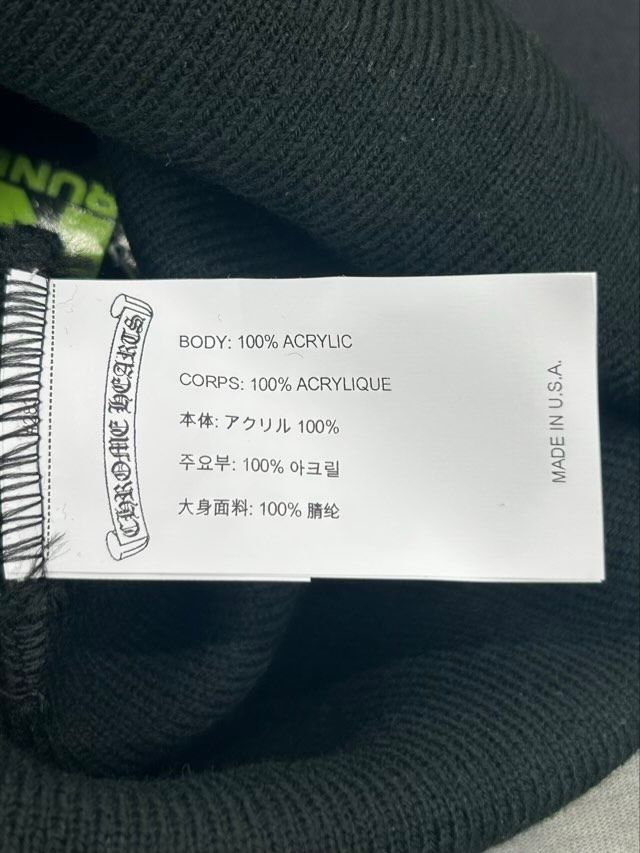 CHROME HEARTS
BODY: 100% ACRYLIC
CORPS: 100% ACRYLIQUE
本体: アクリル 100%
주요부: 100% 아크릴
大身面料: 100% 腈纶
MADE IN U.S.A.